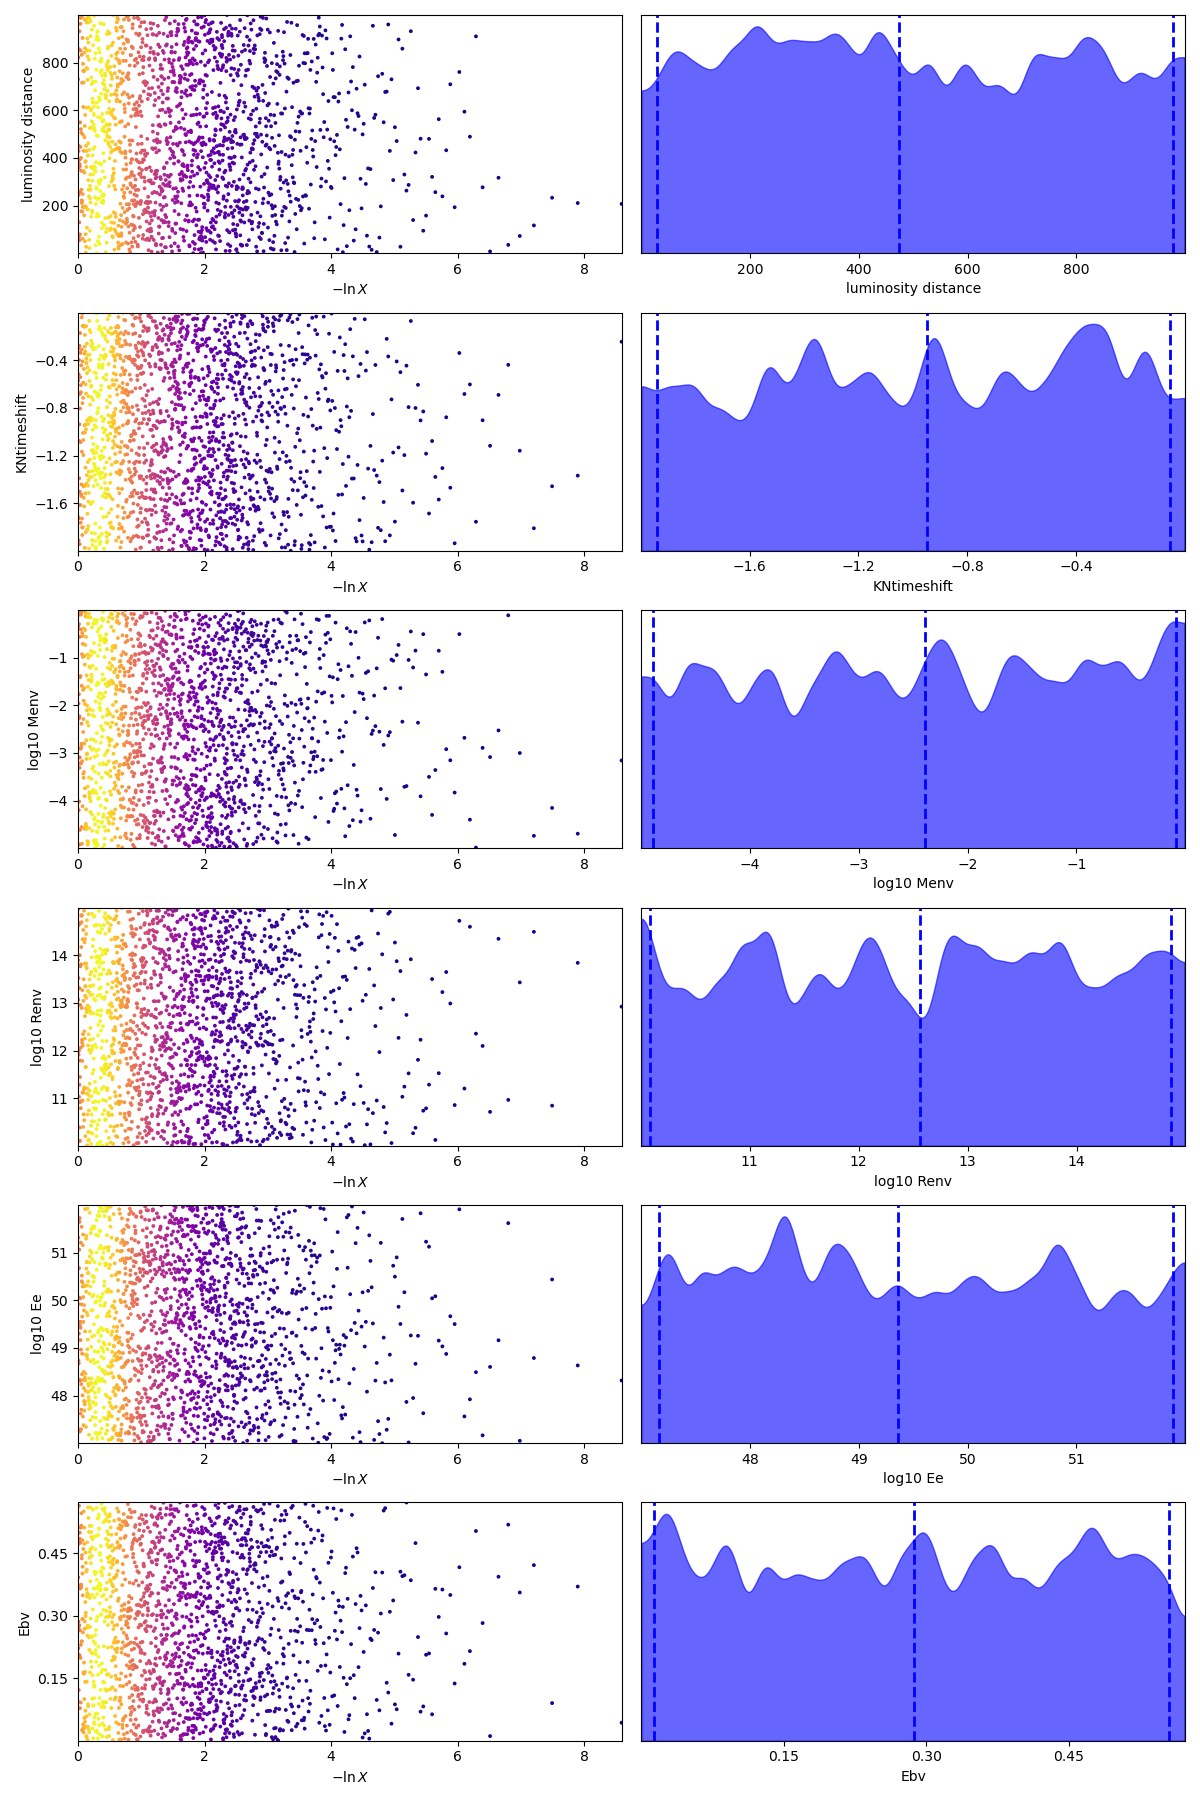 luminosity distance
800
600
400
200
0 2 4 6 8
−ln X
200 400 600 800
luminosity distance
KNtimeshift
−0.4
−0.8
−1.2
−1.6
0 2 4 6 8
−ln X
−1.6 −1.2 −0.8 −0.4
KNtimeshift
log10 Menv
−1
−2
−3
−4
0 2 4 6 8
−ln X
−4 −3 −2 −1
log10 Menv
log10 Renv
14
13
12
11
0 2 4 6 8
−ln X
11 12 13 14
log10 Renv
log10 Ee
51
50
49
48
0 2 4 6 8
−ln X
48 49 50 51
log10 Ee
Ebv
0.45
0.30
0.15
0 2 4 6 8
−ln X
0.15 0.30 0.45
Ebv